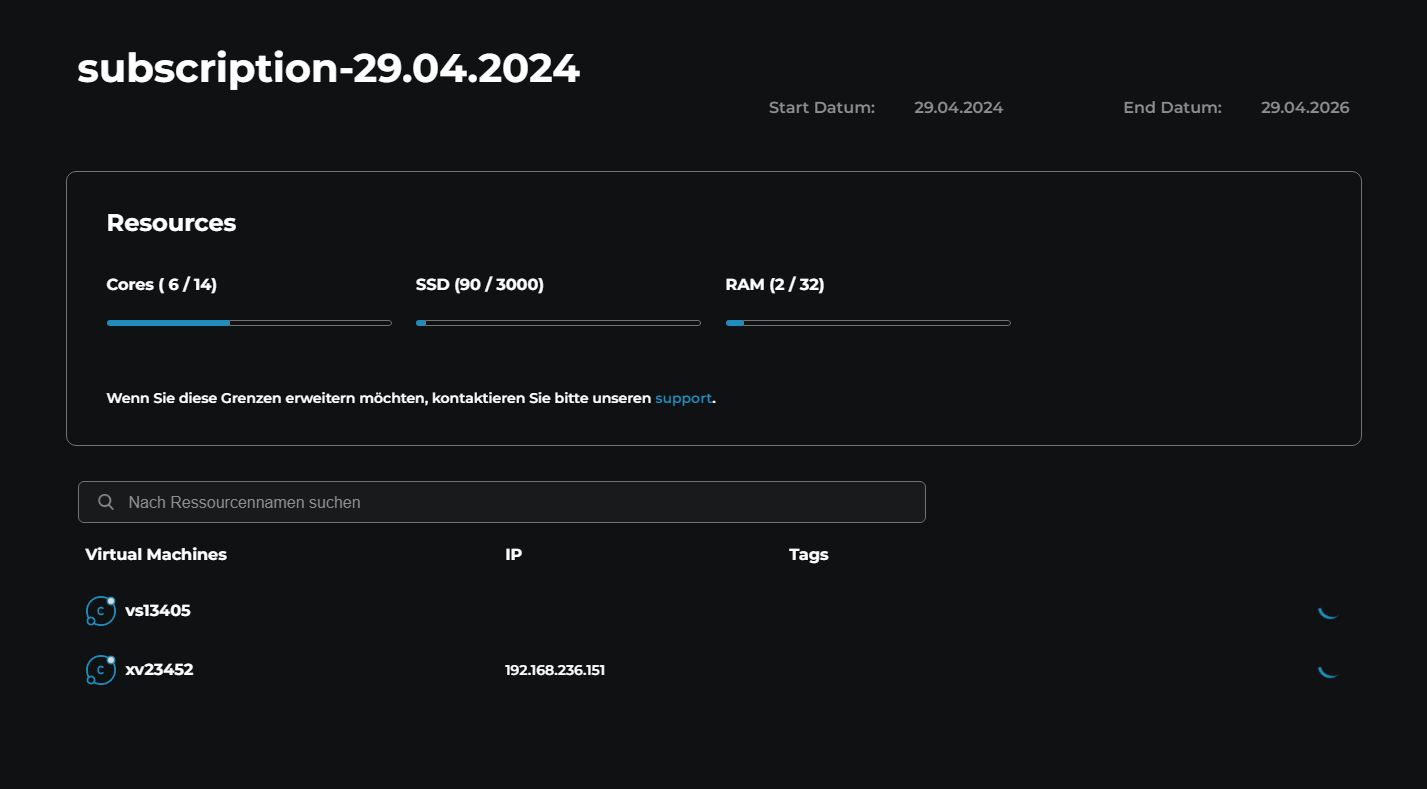 subscription-29.04.2024
Start Datum: 29.04.2024 End Datum: 29.04.2026
Resources
Cores ( 6 / 14) SSD (90 / 3000) RAM (2 / 32)
Wenn Sie diese Grenzen erweitern möchten, kontaktieren Sie bitte unseren support.
Nach Ressourcennamen suchen
Virtual Machines IP Tags
C vs13405
C xv23452 192.168.236.151